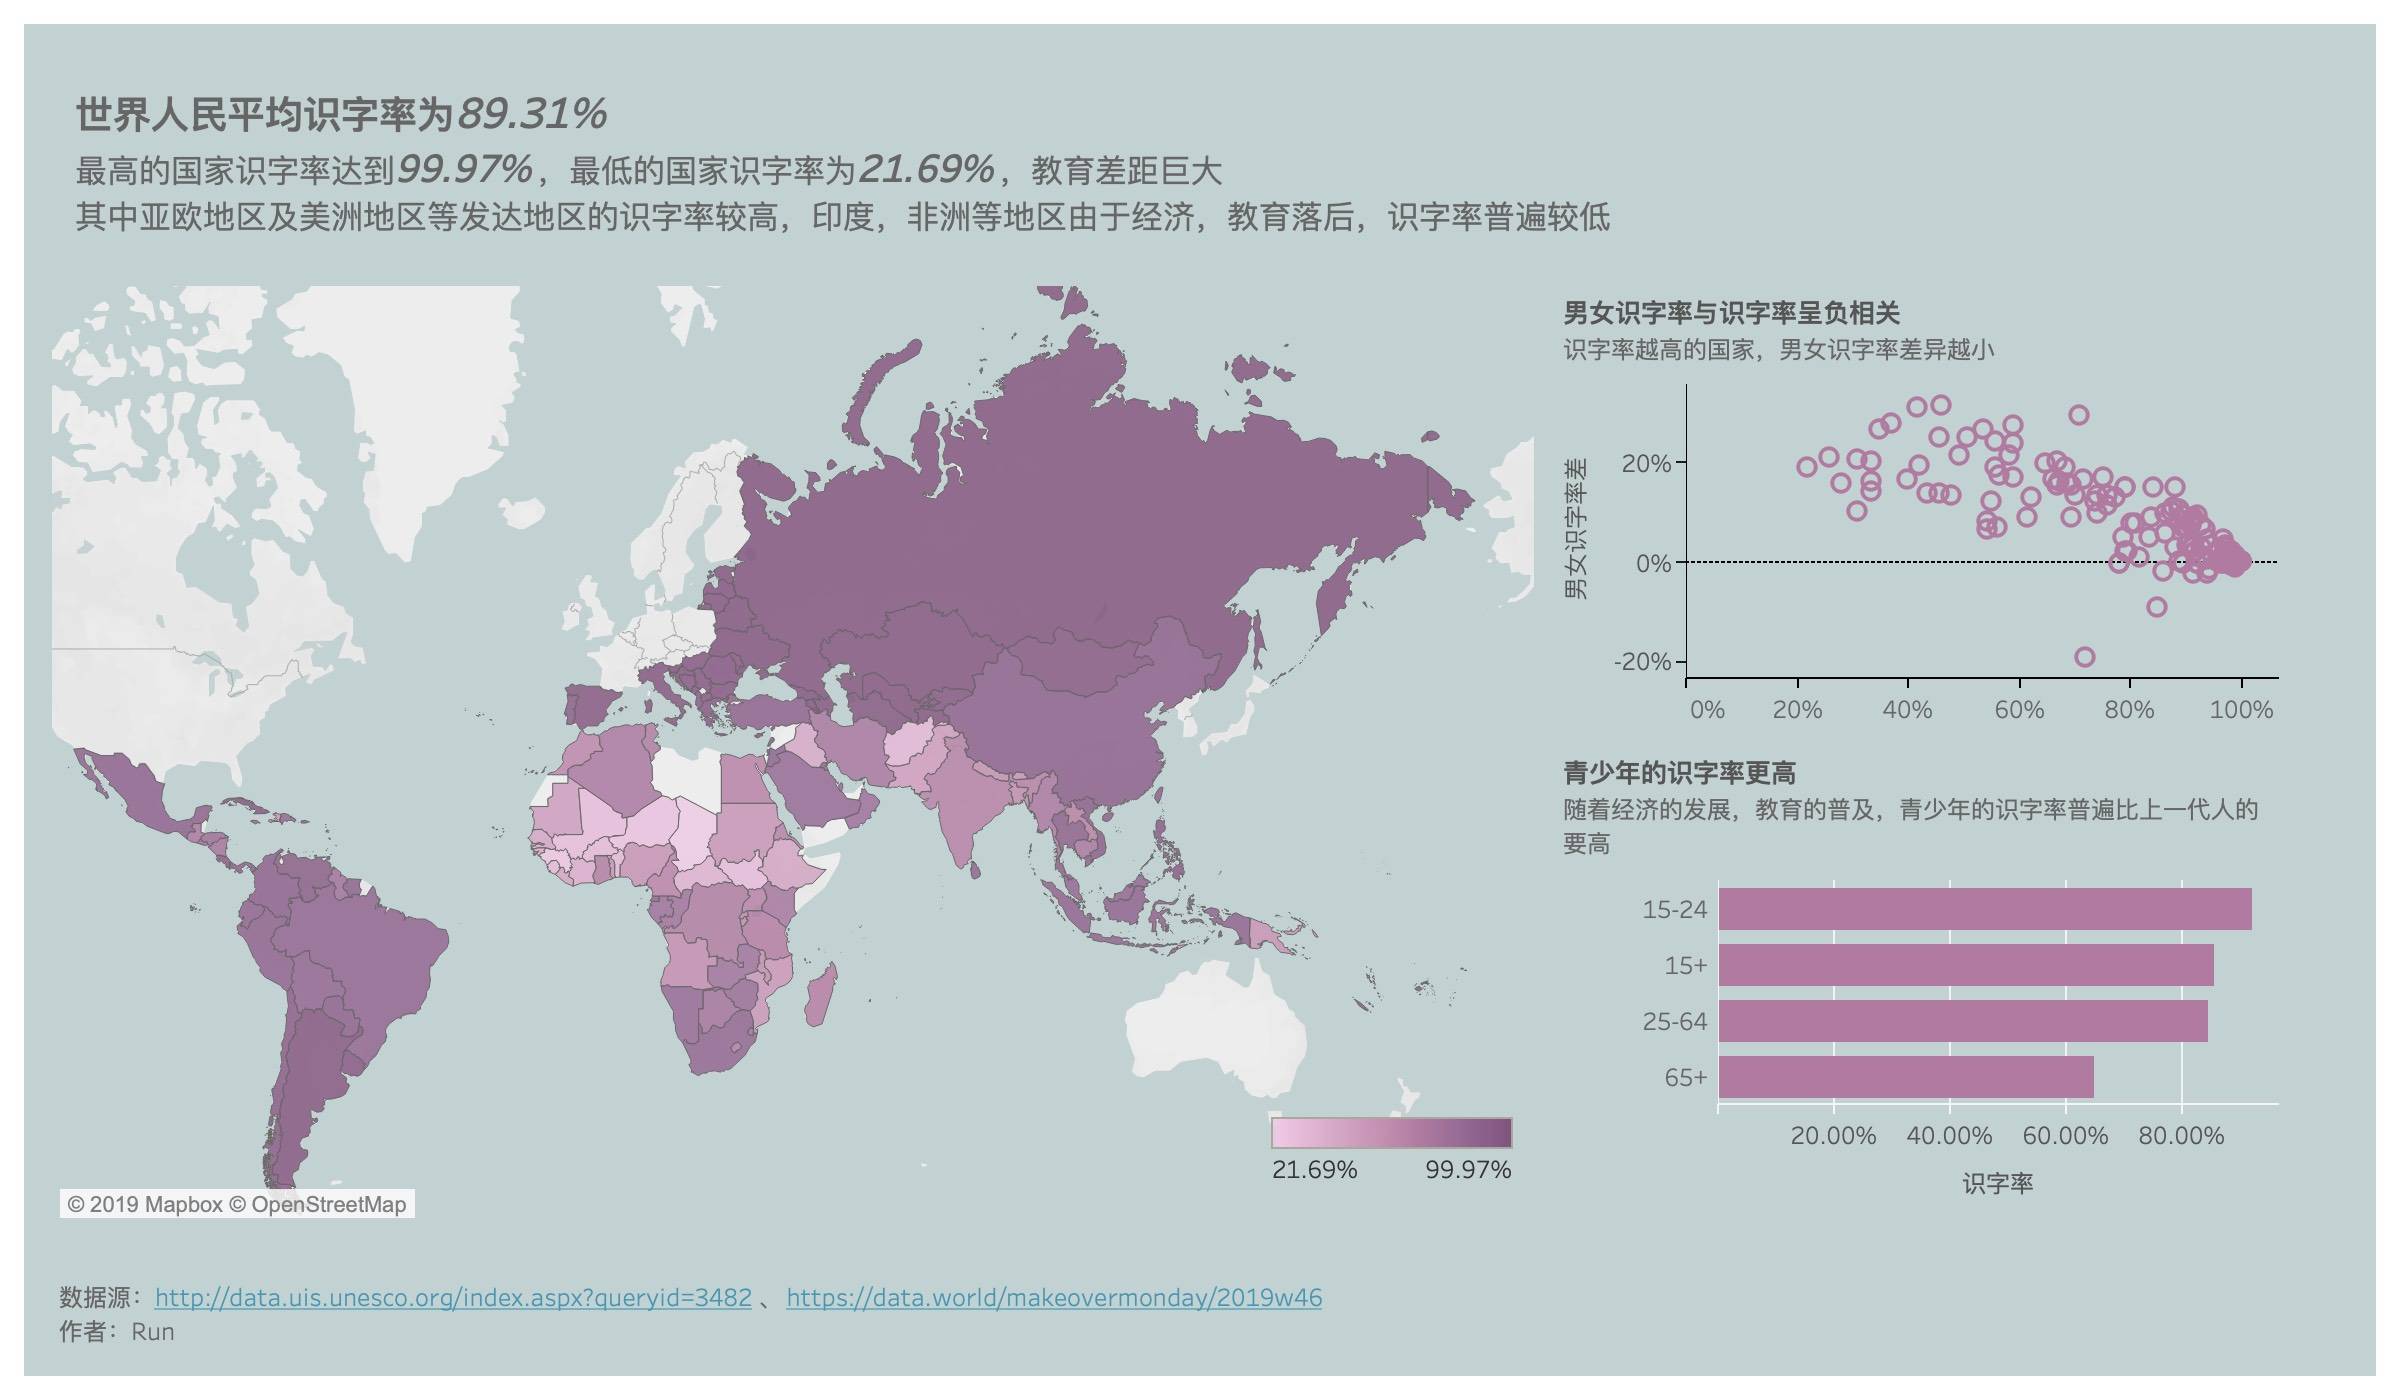 世界人民平均识字率为89.31%
最高的国家识字率达到99.97%，最低的国家识字率为21.69%，教育差距巨大
其中亚欧地区及美洲地区等发达地区的识字率较高，印度，非洲等地区由于经济，教育落后，识字率普遍较低
男女识字率与识字率呈负相关
识字率越高的国家，男女识字率差异越小
男女识字率差
20%
0%
-20%
0% 20% 40% 60% 80% 100%
青少年的识字率更高
随着经济的发展，教育的普及，青少年的识字率普遍比上一代人的
要高
15-24
15+
25-64
65+
20.00% 40.00% 60.00% 80.00%
识字率
21.69% 99.97%
© 2019 Mapbox © OpenStreetMap
数据源：http://data.uis.unesco.org/index.aspx?queryid=3482 、 https://data.world/makeovermonday/2019w46
作者：Run